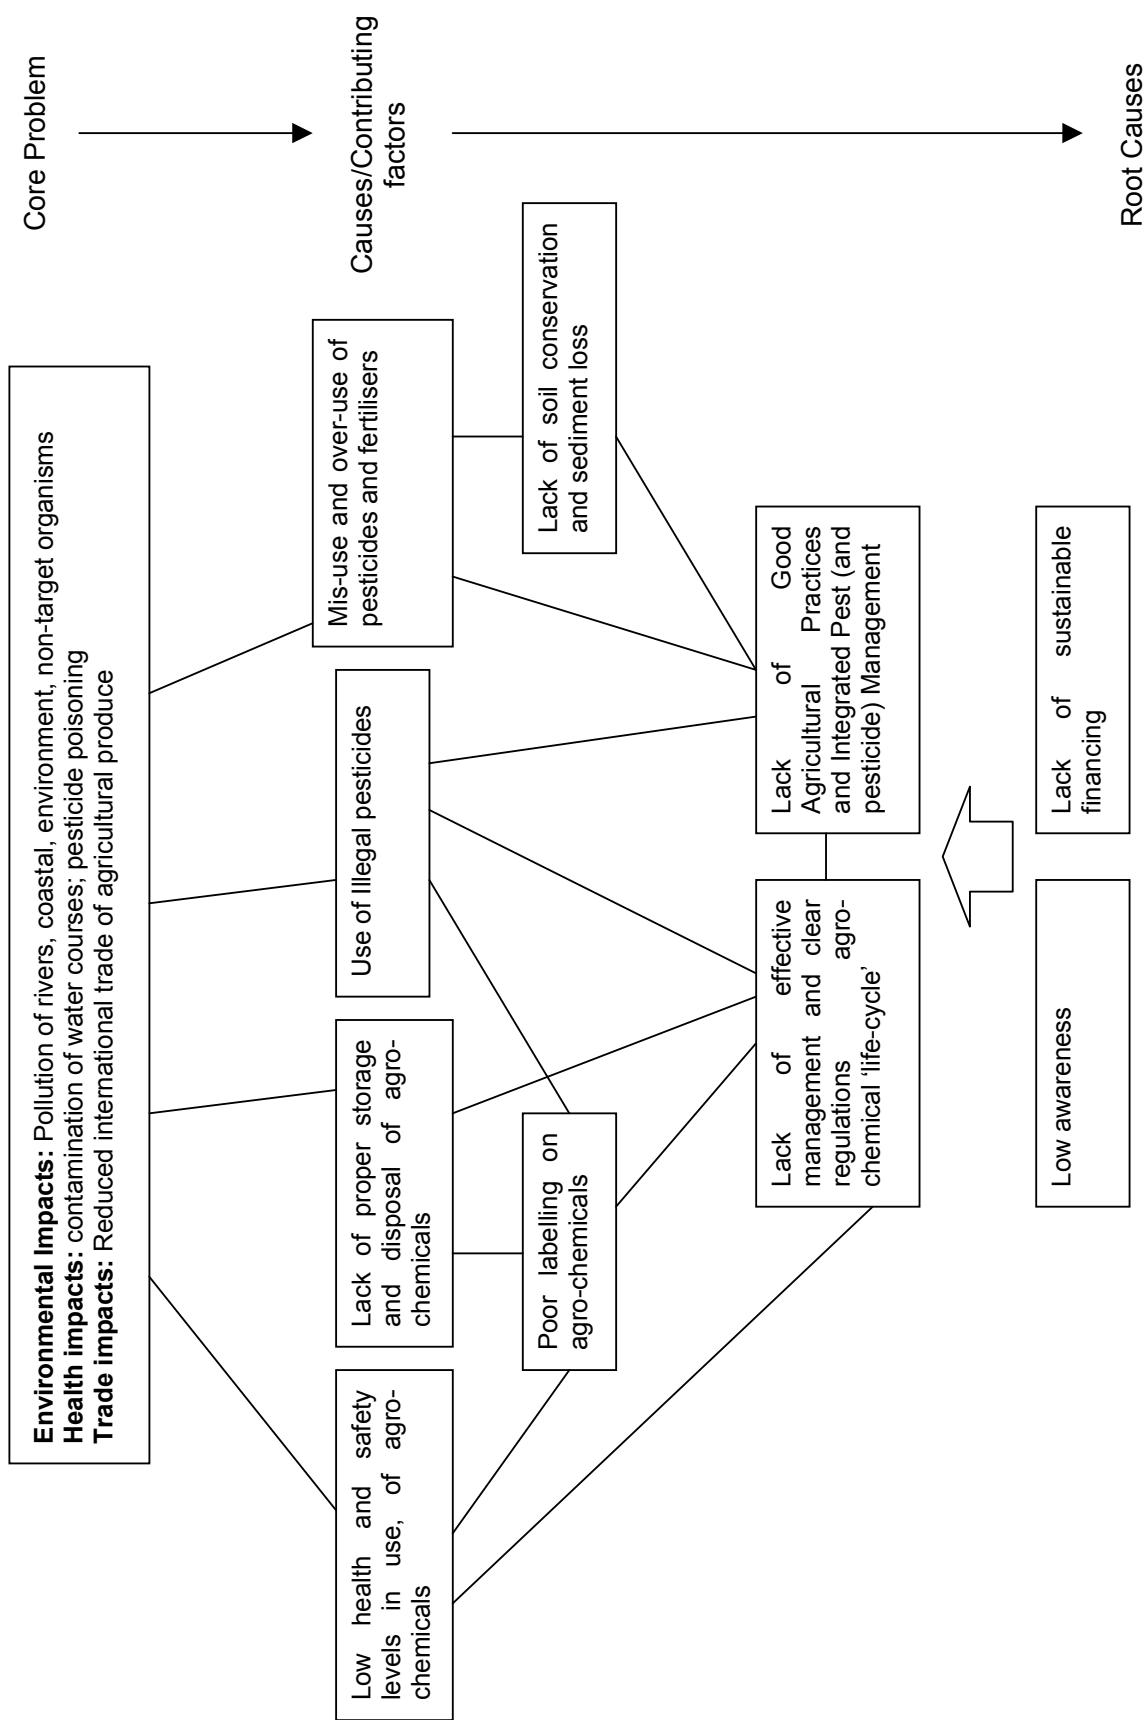 Environmental Impacts: Pollution of rivers, coastal, environment, non-target organisms
Health impacts: contamination of water courses; pesticide poisoning
Trade impacts: Reduced international trade of agricultural produce
Core Problem
Low health and safety
levels in use, of agro-
chemicals
Lack of proper storage
and disposal of agro-
chemicals
Use of Illegal pesticides
Mis-use and over-use of
pesticides and fertilisers
Causes/Contributing
factors
Poor labelling on
agro-chemicals
Lack of soil conservation
and sediment loss
Lack of effective
management and clear
regulations agro-
chemical ‘life-cycle’
Lack of Good
Agricultural Practices
and Integrated Pest (and
pesticide) Management
Low awareness
Lack of sustainable
financing
Root Causes